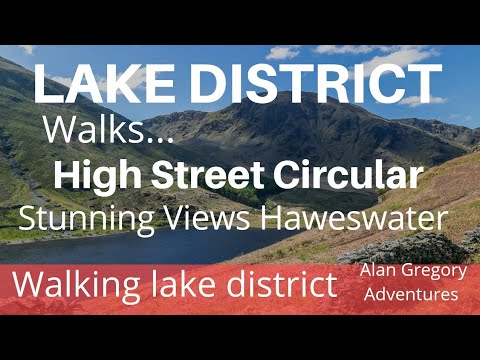 LAKE DISTRICT
Walks...
High Street Circular
Stunning Views Haweswater
Walking lake district
Alan Gregory
Adventures